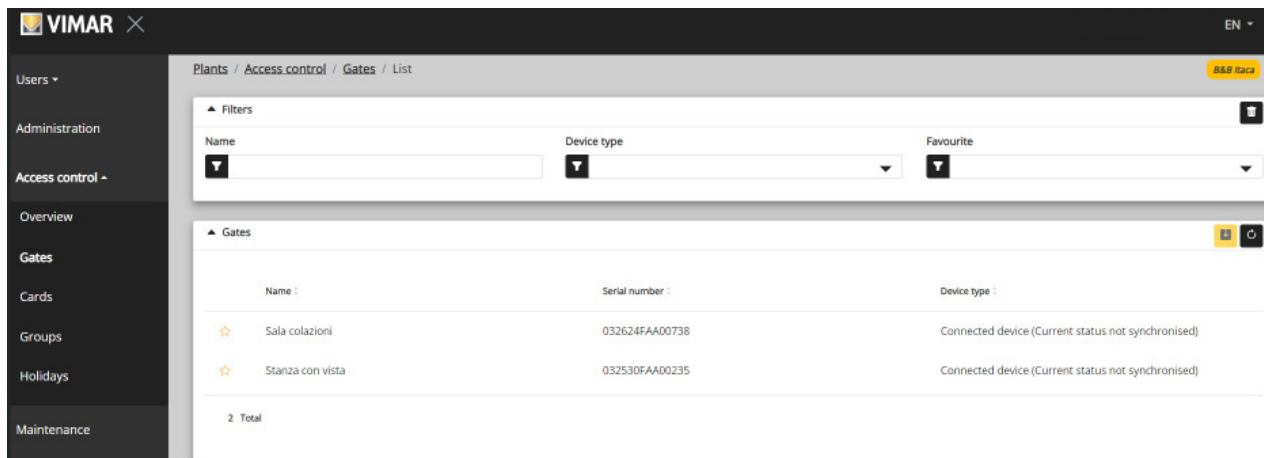 VIMAR
EN
Users
Administration
Access control
Overview
Gates
Cards
Groups
Holidays
Maintenance
Plants / Access control / Gates / List
B&B Itaca
Filters
Name
Device type
Favourite
Gates
Name
Serial number
Device type
Sala colazioni
032624FAA00738
Connected device (Current status not synchronised)
Stanza con vista
032530FAA00235
Connected device (Current status not synchronised)
2 Total